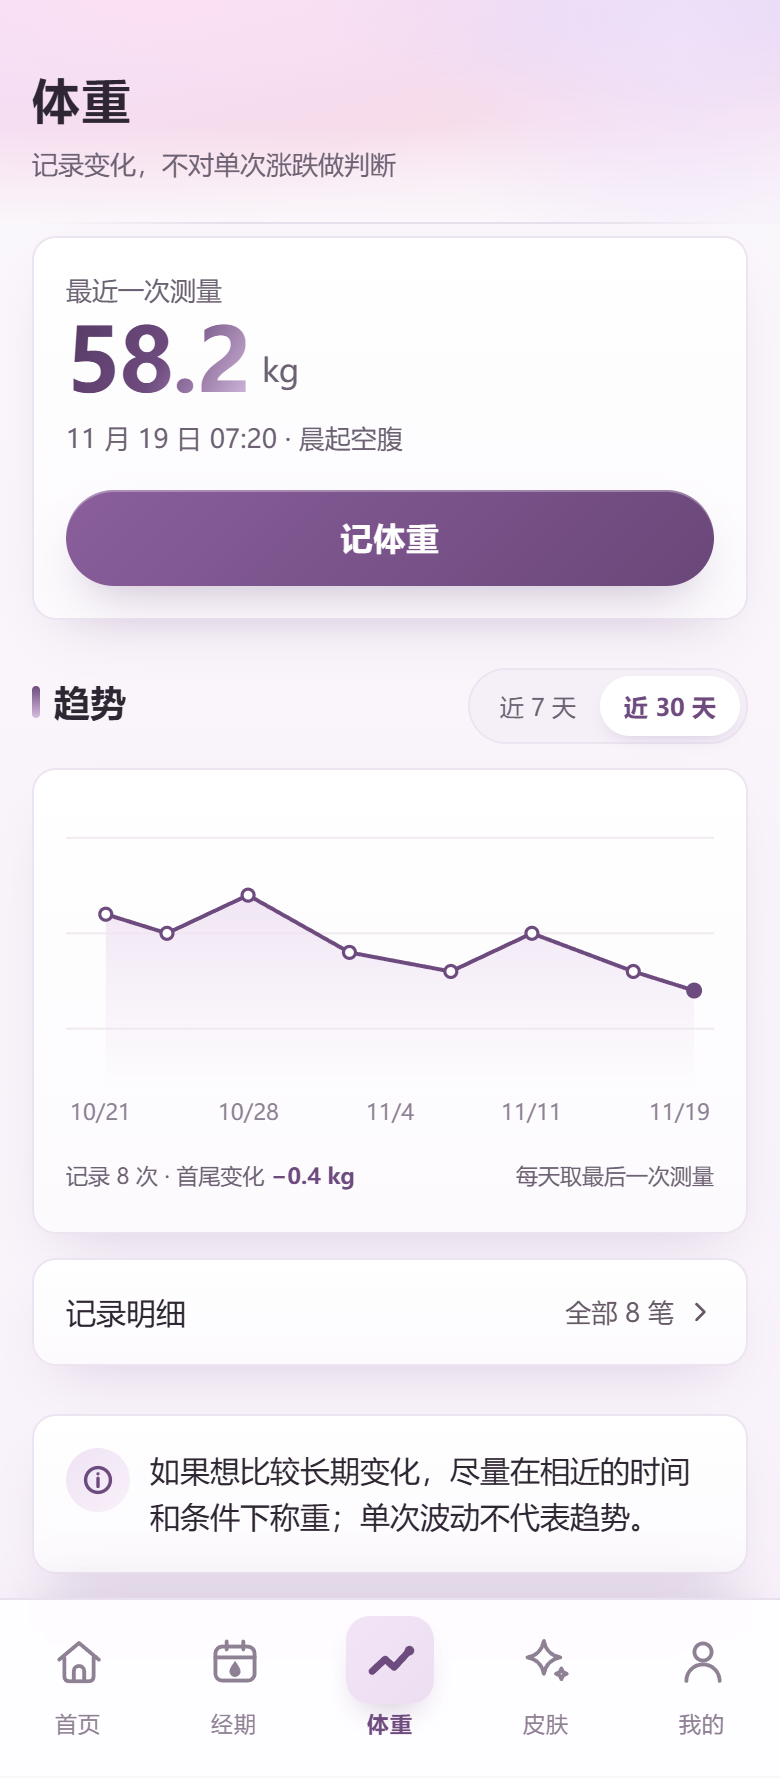 体重
记录变化，不对单次涨跌做判断
最近一次测量
58.2 kg
11 月 19 日 07:20 · 晨起空腹
记体重
趋势
近 7 天
近 30 天
10/21 10/28 11/4 11/11 11/19
记录 8 次 · 首尾变化 −0.4 kg
每天取最后一次测量
记录明细
全部 8 笔
如果想比较长期变化，尽量在相近的时间
和条件下称重；单次波动不代表趋势。
首页 经期 体重 皮肤 我的